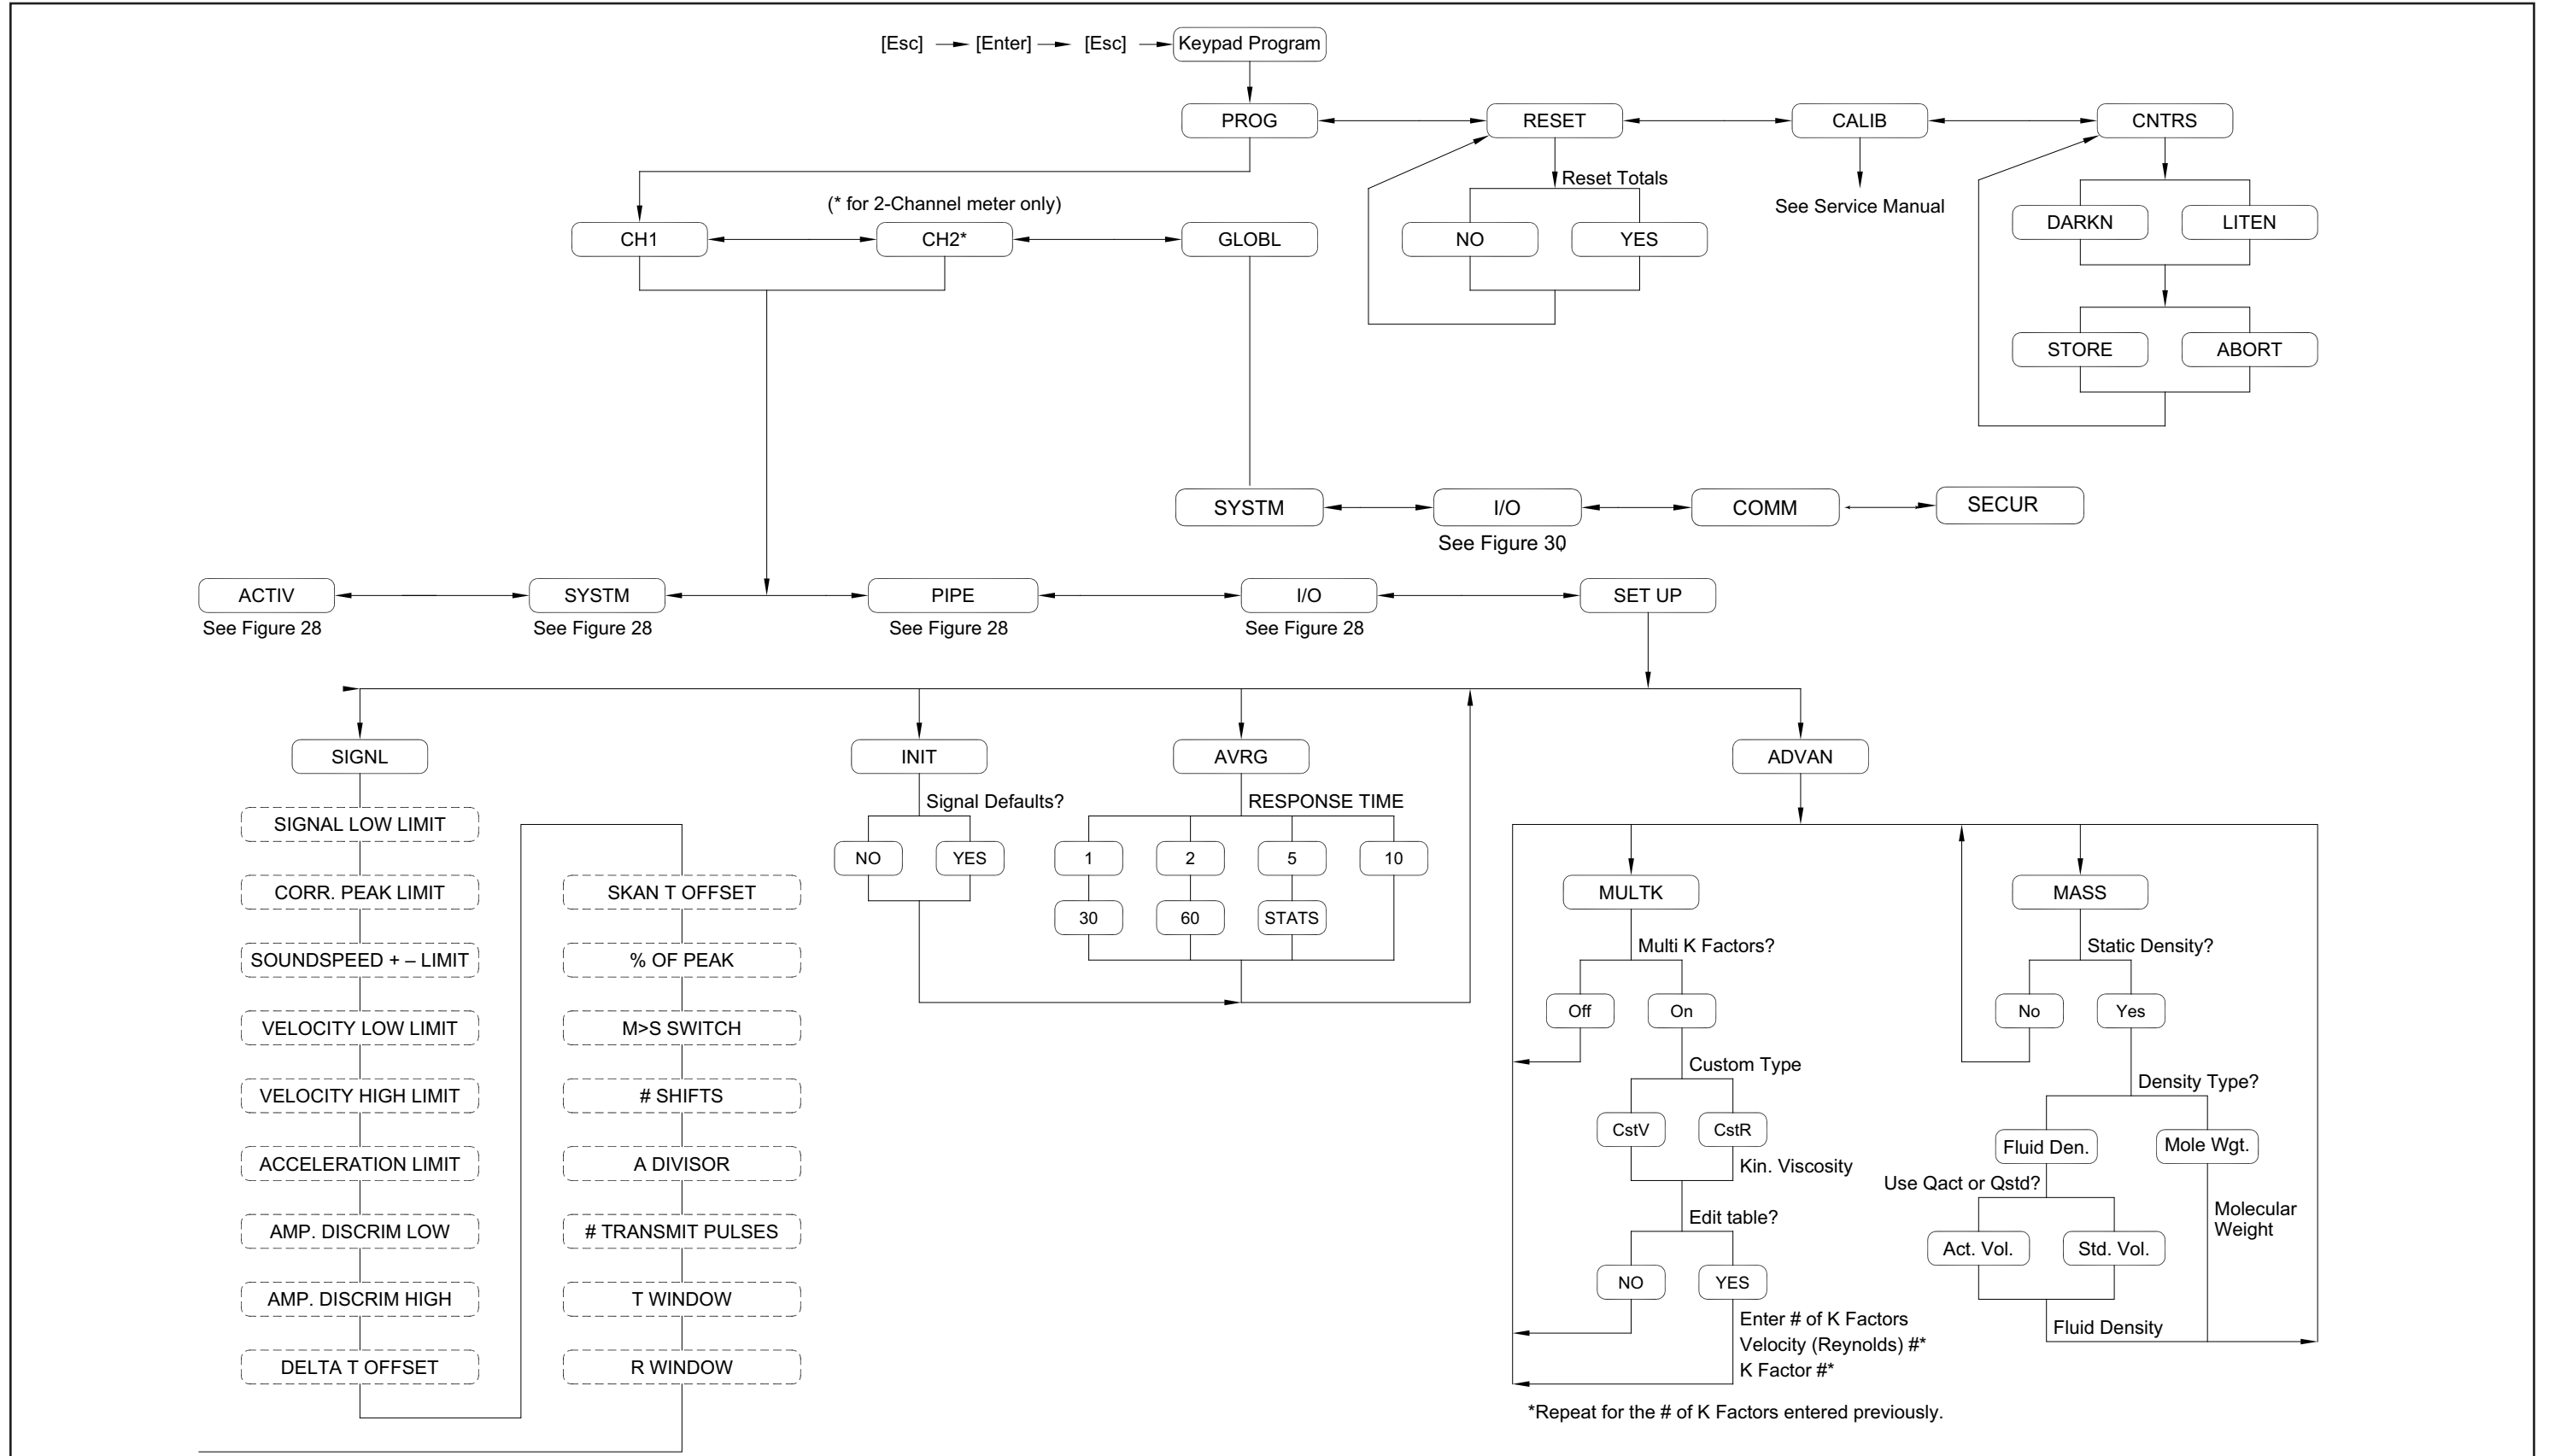 [Esc] [Enter] [Esc] Keypad Program
PROG RESET CALIB CNTRS
Reset Totals
See Service Manual
(* for 2-Channel meter only)
DARKN LITEN
CH1 CH2* GLOBL
NO YES
STORE ABORT
SYSTM I/O COMM SECUR
See Figure 30
ACTIV SYSTM PIPE I/O SET UP
See Figure 28 See Figure 28 See Figure 28 See Figure 28
SIGNL INIT AVRG ADVAN
SIGNAL LOW LIMIT
CORR. PEAK LIMIT
SOUNDSPEED + – LIMIT
VELOCITY LOW LIMIT
VELOCITY HIGH LIMIT
ACCELERATION LIMIT
AMP. DISCRIM LOW
AMP. DISCRIM HIGH
DELTA T OFFSET
SKAN T OFFSET
% OF PEAK
M>S SWITCH
# SHIFTS
A DIVISOR
# TRANSMIT PULSES
T WINDOW
R WINDOW
Signal Defaults?
NO YES
RESPONSE TIME
1 2 5 10
30 60 STATS
MULTK
Multi K Factors?
Off On
Custom Type
CstV CstR
Kin. Viscosity
Edit table?
NO YES
Enter # of K Factors
Velocity (Reynolds) #*
K Factor #*
*Repeat for the # of K Factors entered previously.
MASS
Static Density?
No Yes
Density Type?
Fluid Den. Mole Wgt.
Use Qact or Qstd?
Act. Vol. Std. Vol.
Molecular
Weight
Fluid Density